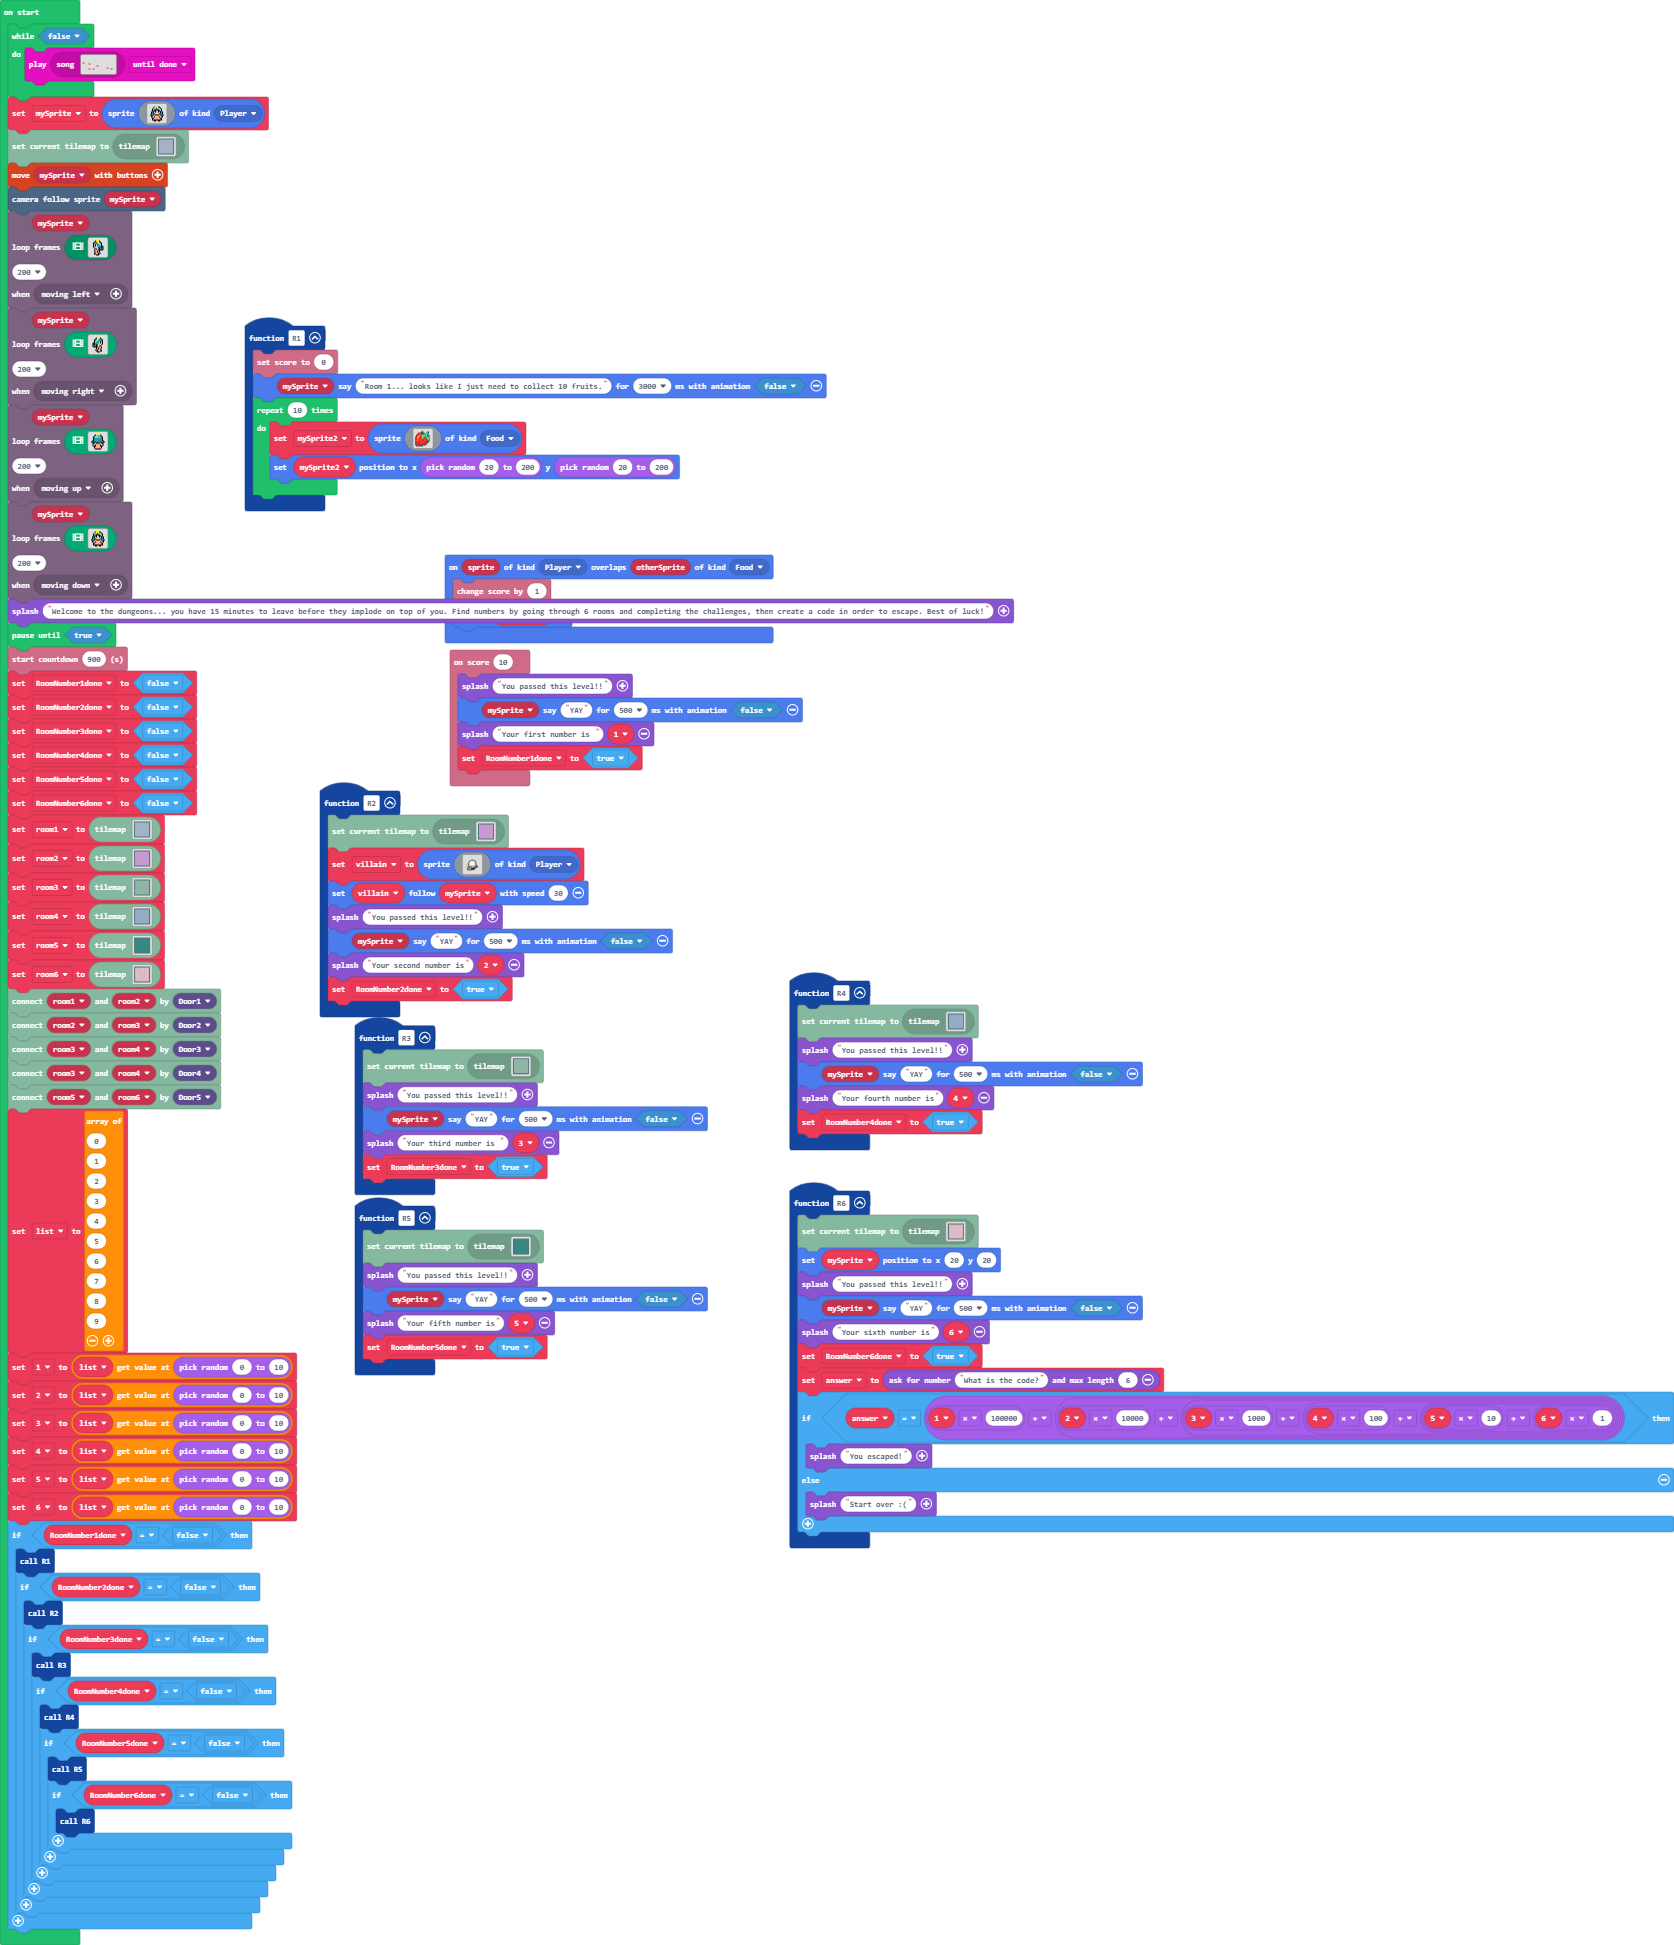 on start
while false
do
play song until done
set mySprite to sprite of kind Player
set current tilemap to tilemap
move mySprite with buttons
camera follow sprite mySprite
mySprite
loop frames
200
when moving left
mySprite
loop frames
200
when moving right
mySprite
loop frames
200
when moving up
mySprite
loop frames
200
when moving down
splash "Welcome to the dungeons... you have 15 minutes to leave before they implode on top of you. Find numbers by going through 6 rooms and completing the challenges, then create a code in order to escape. Best of luck!"
pause until true
start countdown 900 (s)
set RoomNumber1done to false
set RoomNumber2done to false
set RoomNumber3done to false
set RoomNumber4done to false
set RoomNumber5done to false
set RoomNumber6done to false
set room1 to tilemap
set room2 to tilemap
set room3 to tilemap
set room4 to tilemap
set room5 to tilemap
set room6 to tilemap
connect room1 and room2 by Door1
connect room2 and room3 by Door2
connect room3 and room4 by Door3
connect room3 and room4 by Door4
connect room5 and room6 by Door5
set list to array of
0
1
2
3
4
5
6
7
8
9
set 1 to list get value at pick random 0 to 10
set 2 to list get value at pick random 0 to 10
set 3 to list get value at pick random 0 to 10
set 4 to list get value at pick random 0 to 10
set 5 to list get value at pick random 0 to 10
set 6 to list get value at pick random 0 to 10
if RoomNumber1done = false then
call R1
if RoomNumber2done = false then
call R2
if RoomNumber3done = false then
call R3
if RoomNumber4done = false then
call R4
if RoomNumber5done = false then
call R5
if RoomNumber6done = false then
call R6
function R1
set score to 0
mySprite say "Room 1... looks like I just need to collect 10 fruits." for 3000 ms with animation false
repeat 10 times
do
set mySprite2 to sprite of kind Food
set mySprite2 position to x pick random 20 to 200 y pick random 20 to 200
on sprite of kind Player overlaps otherSprite of kind Food
change score by 1
on score 10
splash "You passed this level!!"
mySprite say "YAY" for 500 ms with animation false
splash "Your first number is " 1
set RoomNumber1done to true
function R2
set current tilemap to tilemap
set villain to sprite of kind Player
set villain follow mySprite with speed 30
splash "You passed this level!!"
mySprite say "YAY" for 500 ms with animation false
splash "Your second number is" 2
set RoomNumber2done to true
function R3
set current tilemap to tilemap
splash "You passed this level!!"
mySprite say "YAY" for 500 ms with animation false
splash "Your third number is " 3
set RoomNumber3done to true
function R5
set current tilemap to tilemap
splash "You passed this level!!"
mySprite say "YAY" for 500 ms with animation false
splash "Your fifth number is" 5
set RoomNumber5done to true
function R4
set current tilemap to tilemap
splash "You passed this level!!"
mySprite say "YAY" for 500 ms with animation false
splash "Your fourth number is" 4
set RoomNumber4done to true
function R6
set current tilemap to tilemap
set mySprite position to x 20 y 20
splash "You passed this level!!"
mySprite say "YAY" for 500 ms with animation false
splash "Your sixth number is" 6
set RoomNumber6done to true
set answer to ask for number "What is the code?" and max length 6
if answer = 1 × 100000 + 2 × 10000 + 3 × 1000 + 4 × 100 + 5 × 10 + 6 × 1 then
splash "You escaped!"
else
splash "Start over :("